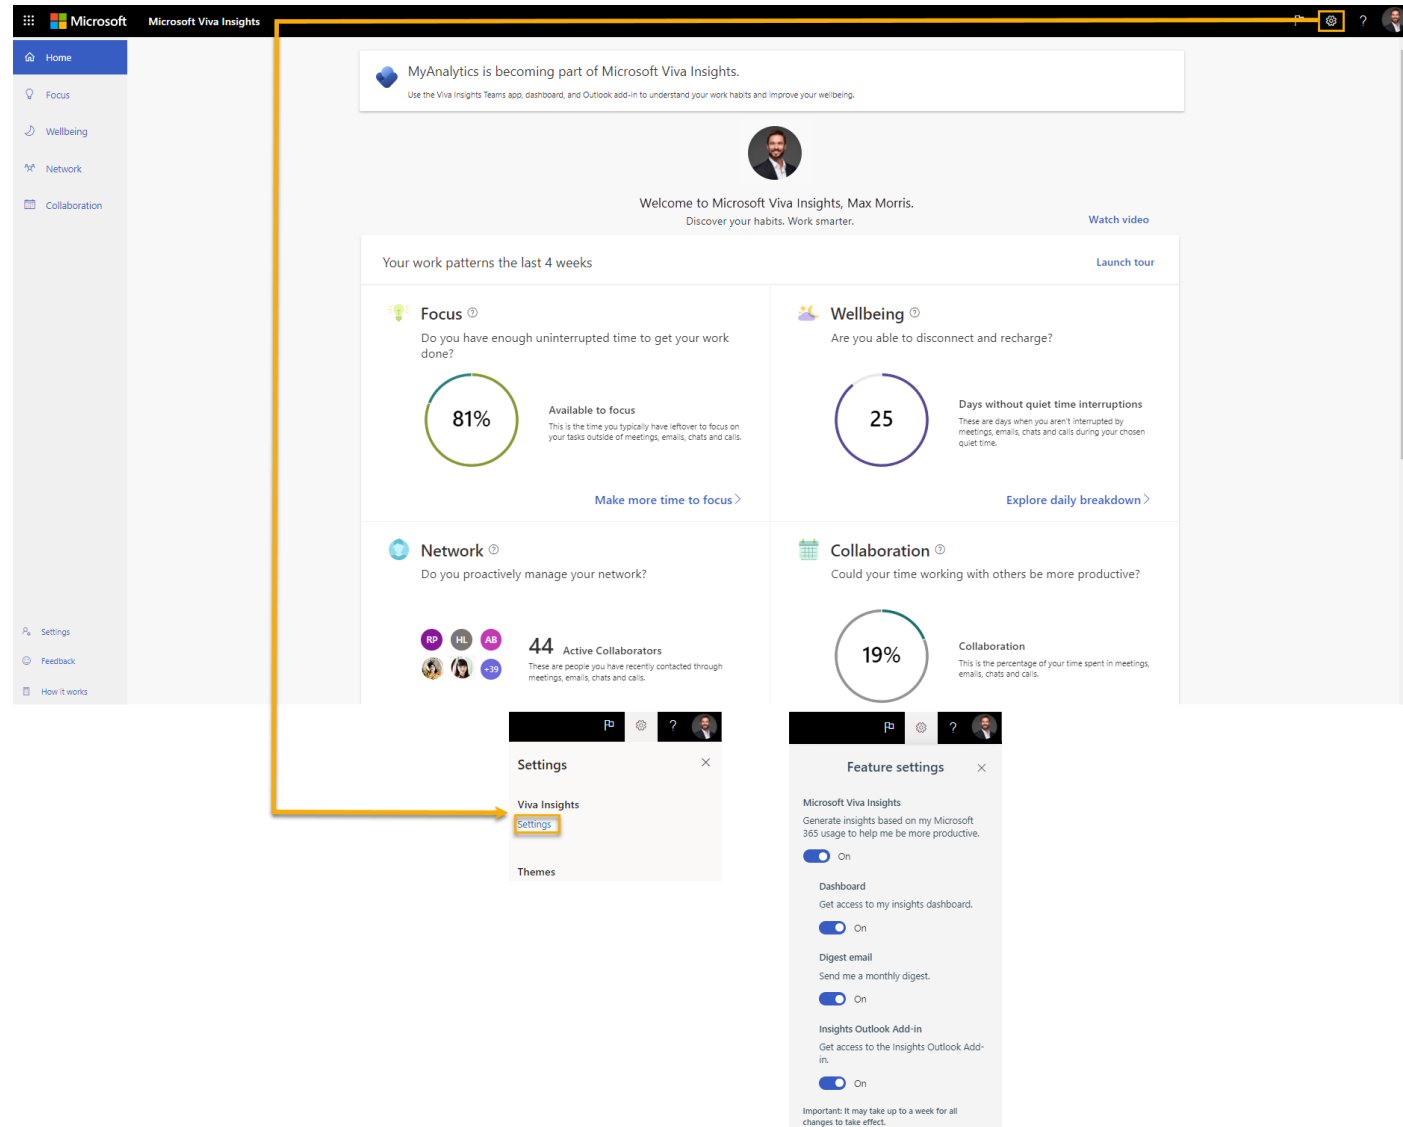 Microsoft Microsoft Viva Insights ?
Home
Focus
Wellbeing
Network
Collaboration
Settings
Feedback
How it works
MyAnalytics is becoming part of Microsoft Viva Insights.
Use the Viva Insights Teams app, dashboard, and Outlook add-in to understand your work habits and improve your wellbeing.
Welcome to Microsoft Viva Insights, Max Morris.
Discover your habits. Work smarter.
Watch video
Your work patterns the last 4 weeks
Launch tour
Focus ?
Do you have enough uninterrupted time to get your work
done?
81%
Available to focus
This is the time you typically have leftover to focus on
your tasks outside of meetings, emails, chats and calls.
Make more time to focus
Wellbeing ?
Are you able to disconnect and recharge?
25
Days without quiet time interruptions
These are days when you aren't interrupted by
meetings, emails, chats and calls during your chosen
quiet time.
Explore daily breakdown
Network ?
Do you proactively manage your network?
RP HL AB
+39
44 Active Collaborators
These are people you have recently contacted through
meetings, emails, chats and calls.
Collaboration ?
Could your time working with others be more productive?
19%
Collaboration
This is the percentage of your time spent in meetings,
emails, chats and calls.
?
Settings
Viva Insights
Settings
Themes
?
Feature settings
Microsoft Viva Insights
Generate insights based on my Microsoft
365 usage to help me be more productive.
On
Dashboard
Get access to my insights dashboard.
On
Digest email
Send me a monthly digest.
On
Insights Outlook Add-in
Get access to the Insights Outlook Add-
in.
On
Important: It may take up to a week for all
changes to take effect.